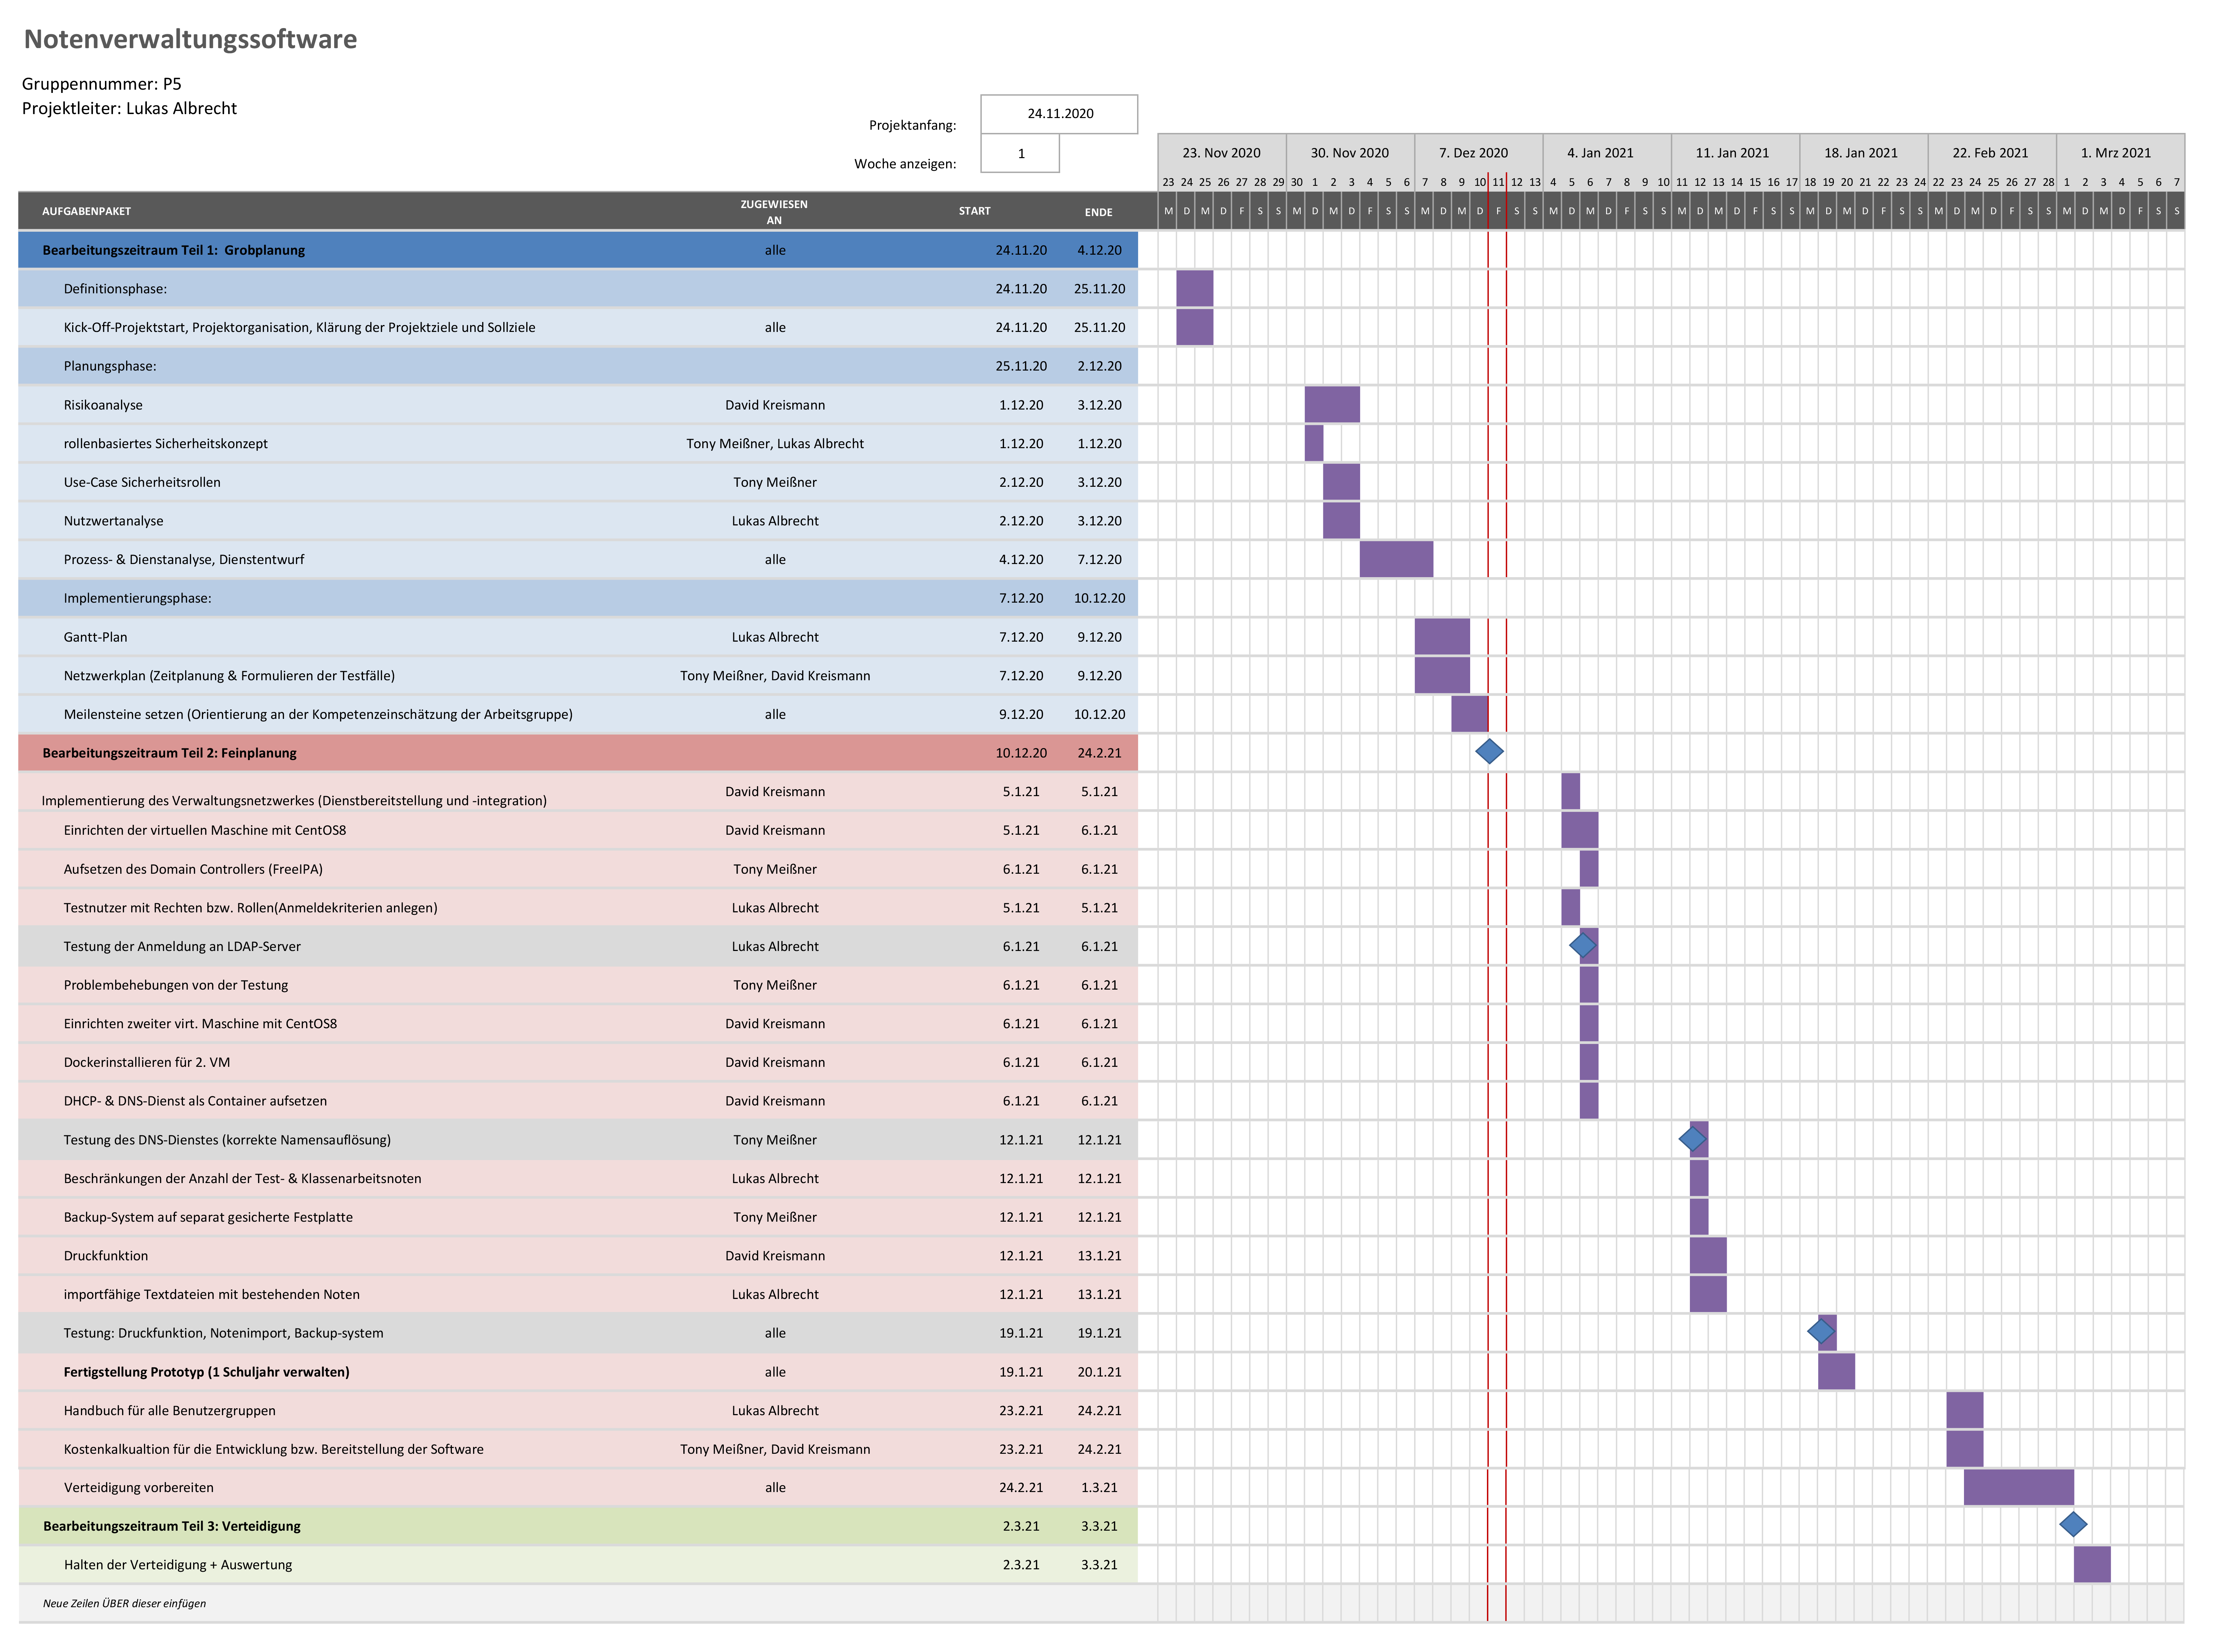 Notenverwaltungssoftware
Gruppennummer: P5
Projektleiter: Lukas Albrecht
Projektanfang: 24.11.2020
Woche anzeigen: 1
23. Nov 2020 30. Nov 2020 7. Dez 2020 4. Jan 2021 11. Jan 2021 18. Jan 2021 22. Feb 2021 1. Mrz 2021
23 24 25 26 27 28 29 30 1 2 3 4 5 6 7 8 9 10 11 12 13 4 5 6 7 8 9 10 11 12 13 14 15 16 17 18 19 20 21 22 23 24 22 23 24 25 26 27 28 1 2 3 4 5 6 7
AUFGABENPAKET ZUGEWIESEN AN START ENDE M D M D F S S M D M D F S S M D M D F S S M D M D F S S M D M D F S S M D M D F S S M D M D F S S M D M D F S S
Bearbeitungszeitraum Teil 1:  Grobplanung alle 24.11.20 4.12.20
Definitionsphase: 24.11.20 25.11.20
Kick-Off-Projektstart, Projektorganisation, Klärung der Projektziele und Sollziele alle 24.11.20 25.11.20
Planungsphase: 25.11.20 2.12.20
Risikoanalyse David Kreismann 1.12.20 3.12.20
rollenbasiertes Sicherheitskonzept Tony Meißner, Lukas Albrecht 1.12.20 1.12.20
Use-Case Sicherheitsrollen Tony Meißner 2.12.20 3.12.20
Nutzwertanalyse Lukas Albrecht 2.12.20 3.12.20
Prozess- & Dienstanalyse, Dienstentwurf alle 4.12.20 7.12.20
Implementierungsphase: 7.12.20 10.12.20
Gantt-Plan Lukas Albrecht 7.12.20 9.12.20
Netzwerkplan (Zeitplanung & Formulieren der Testfälle) Tony Meißner, David Kreismann 7.12.20 9.12.20
Meilensteine setzen (Orientierung an der Kompetenzeinschätzung der Arbeitsgruppe) alle 9.12.20 10.12.20
Bearbeitungszeitraum Teil 2: Feinplanung 10.12.20 24.2.21
Implementierung des Verwaltungsnetzwerkes (Dienstbereitstellung und -integration) David Kreismann 5.1.21 5.1.21
Einrichten der virtuellen Maschine mit CentOS8 David Kreismann 5.1.21 6.1.21
Aufsetzen des Domain Controllers (FreeIPA) Tony Meißner 6.1.21 6.1.21
Testnutzer mit Rechten bzw. Rollen(Anmeldekriterien anlegen) Lukas Albrecht 5.1.21 5.1.21
Testung der Anmeldung an LDAP-Server Lukas Albrecht 6.1.21 6.1.21
Problembehebungen von der Testung Tony Meißner 6.1.21 6.1.21
Einrichten zweiter virt. Maschine mit CentOS8 David Kreismann 6.1.21 6.1.21
Dockerinstallieren für 2. VM David Kreismann 6.1.21 6.1.21
DHCP- & DNS-Dienst als Container aufsetzen David Kreismann 6.1.21 6.1.21
Testung des DNS-Dienstes (korrekte Namensauflösung) Tony Meißner 12.1.21 12.1.21
Beschränkungen der Anzahl der Test- & Klassenarbeitsnoten Lukas Albrecht 12.1.21 12.1.21
Backup-System auf separat gesicherte Festplatte Tony Meißner 12.1.21 12.1.21
Druckfunktion David Kreismann 12.1.21 13.1.21
importfähige Textdateien mit bestehenden Noten Lukas Albrecht 12.1.21 13.1.21
Testung: Druckfunktion, Notenimport, Backup-system alle 19.1.21 19.1.21
Fertigstellung Prototyp (1 Schuljahr verwalten) alle 19.1.21 20.1.21
Handbuch für alle Benutzergruppen Lukas Albrecht 23.2.21 24.2.21
Kostenkalkualtion für die Entwicklung bzw. Bereitstellung der Software Tony Meißner, David Kreismann 23.2.21 24.2.21
Verteidigung vorbereiten alle 24.2.21 1.3.21
Bearbeitungszeitraum Teil 3: Verteidigung 2.3.21 3.3.21
Halten der Verteidigung + Auswertung 2.3.21 3.3.21
Neue Zeilen ÜBER dieser einfügen